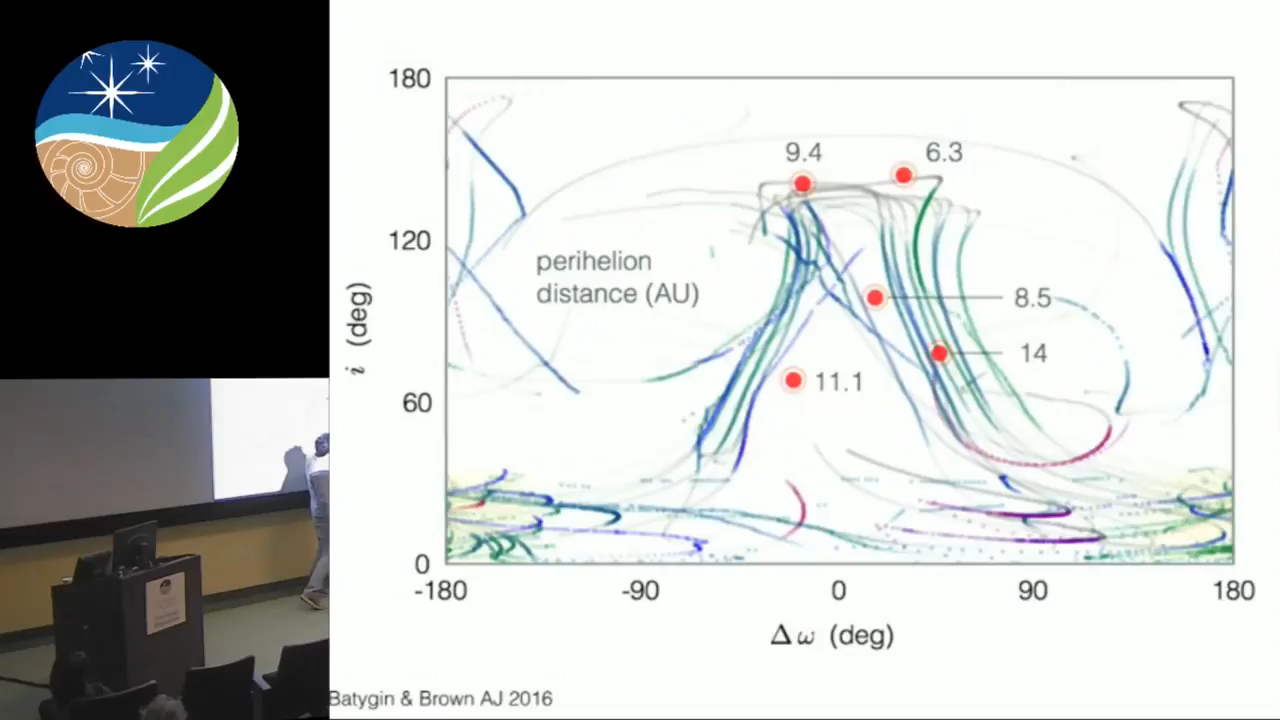 180
9.4
6.3
120
perihelion
distance (AU)
8.5
14
11.1
i (deg)
60
0
-180
-90
0
90
180
Δ ω (deg)
Batygin & Brown AJ 2016